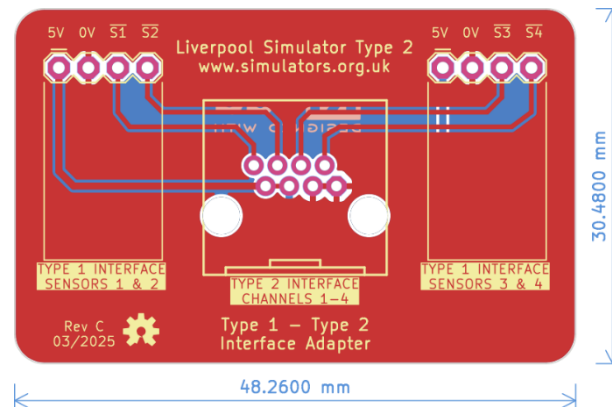 5V 0V S1 S2
5V 0V S3 S4
Liverpool Simulator Type 2
www.simulators.org.uk
TYPE 1 INTERFACE
SENSORS 1 & 2
TYPE 2 INTERFACE
CHANNELS 1-4
TYPE 1 INTERFACE
SENSORS 3 & 4
Rev C
03/2025
Type 1 - Type 2
Interface Adapter
30.4800 mm
48.2600 mm